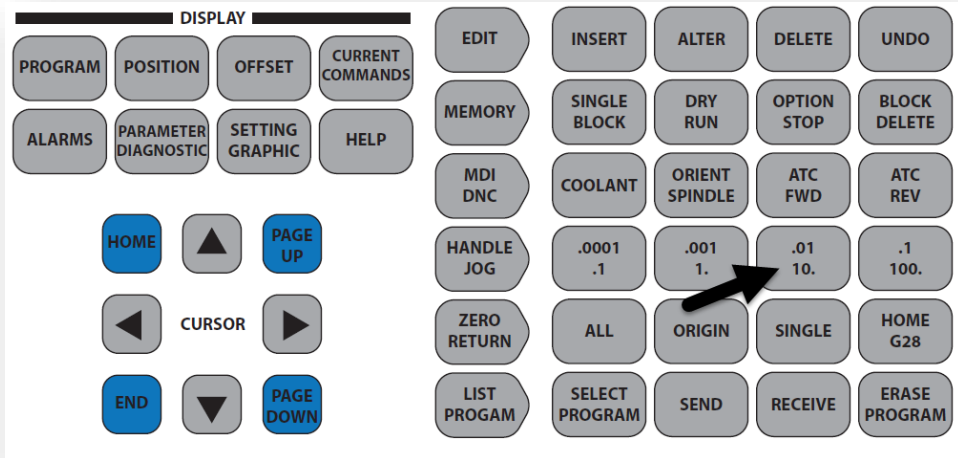 DISPLAY
PROGRAM
POSITION
OFFSET
CURRENT
COMMANDS
ALARMS
PARAMETER
DIAGNOSTIC
SETTING
GRAPHIC
HELP
HOME
PAGE
UP
CURSOR
END
PAGE
DOWN
EDIT
INSERT
ALTER
DELETE
UNDO
MEMORY
SINGLE
BLOCK
DRY
RUN
OPTION
STOP
BLOCK
DELETE
MDI
DNC
COOLANT
ORIENT
SPINDLE
ATC
FWD
ATC
REV
HANDLE
JOG
.0001
.1
.001
1.
.01
10.
.1
100.
ZERO
RETURN
ALL
ORIGIN
SINGLE
HOME
G28
LIST
PROGAM
SELECT
PROGRAM
SEND
RECEIVE
ERASE
PROGRAM